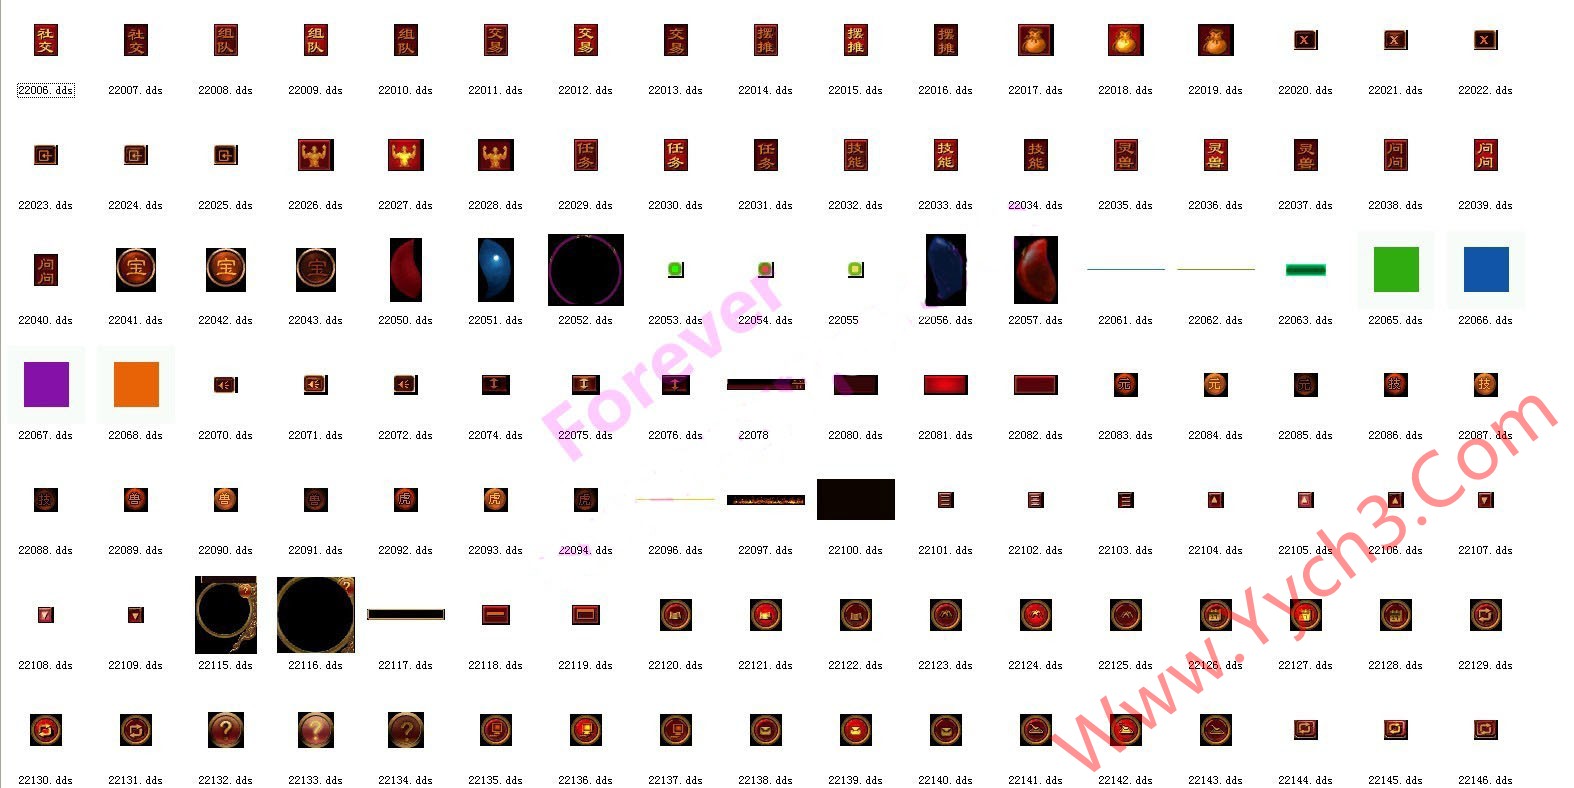 社交 社交 组队 组队 组队 交易 交易 交易 摆摊 摆摊 摆摊 X X X
22006.dds 22007.dds 22008.dds 22009.dds 22010.dds 22011.dds 22012.dds 22013.dds 22014.dds 22015.dds 22016.dds 22017.dds 22018.dds 22019.dds 22020.dds 22021.dds 22022.dds
任务 任务 任务 技能 技能 技能 灵兽 灵兽 灵兽 问问 问问
22023.dds 22024.dds 22025.dds 22026.dds 22027.dds 22028.dds 22029.dds 22030.dds 22031.dds 22032.dds 22033.dds 22034.dds 22035.dds 22036.dds 22037.dds 22038.dds 22039.dds
问问 宝 宝 宝
22040.dds 22041.dds 22042.dds 22043.dds 22050.dds 22051.dds 22052.dds 22053.dds 22054.dds 22055 22056.dds 22057.dds 22061.dds 22062.dds 22063.dds 22065.dds 22066.dds
Forever
元 元 元 技 技
22067.dds 22068.dds 22070.dds 22071.dds 22072.dds 22074.dds 22075.dds 22076.dds 22078 22080.dds 22081.dds 22082.dds 22083.dds 22084.dds 22085.dds 22086.dds 22087.dds
技 兽 兽 兽 虎 虎 虎
22088.dds 22089.dds 22090.dds 22091.dds 22092.dds 22093.dds 22094.dds 22096.dds 22097.dds 22100.dds 22101.dds 22102.dds 22103.dds 22104.dds 22105.dds 22106.dds 22107.dds
? ?
22108.dds 22109.dds 22115.dds 22116.dds 22117.dds 22118.dds 22119.dds 22120.dds 22121.dds 22122.dds 22123.dds 22124.dds 22125.dds 22126.dds 22127.dds 22128.dds 22129.dds
? ? ?
22130.dds 22131.dds 22132.dds 22133.dds 22134.dds 22135.dds 22136.dds 22137.dds 22138.dds 22139.dds 22140.dds 22141.dds 22142.dds 22143.dds 22144.dds 22145.dds 22146.dds
Www.Yych3.Com